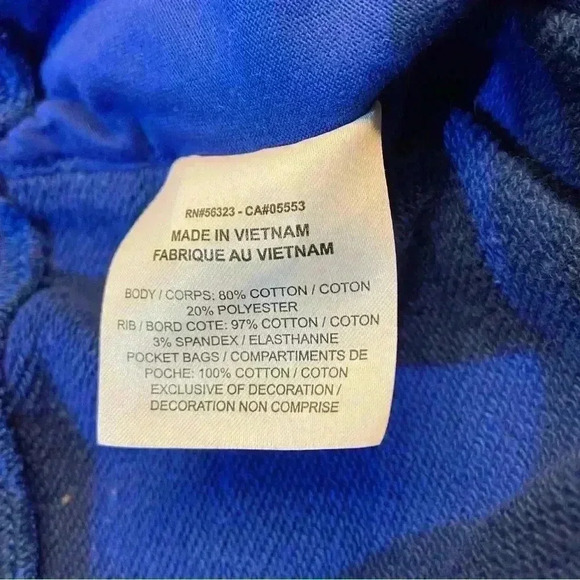 RN#56323 - CA#05553
MADE IN VIETNAM
FABRIQUE AU VIETNAM
BODY / CORPS: 80% COTTON / COTON
20% POLYESTER
RIB / BORD COTE: 97% COTTON / COTON
3% SPANDEX / ELASTHANNE
POCKET BAGS / COMPARTIMENTS DE
POCHE: 100% COTTON / COTON
EXCLUSIVE OF DECORATION /
DECORATION NON COMPRISE